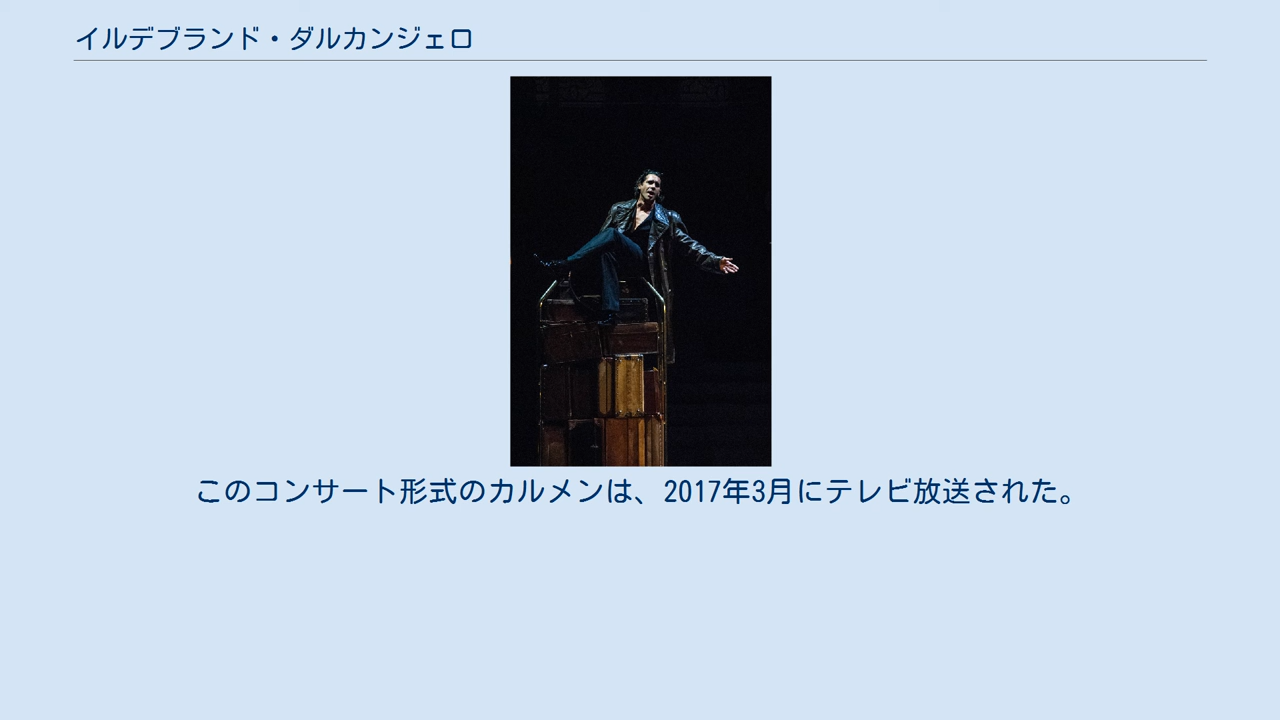 イルデブランド・ダルカンジェロ
このコンサート形式のカルメンは、2017年3月にテレビ放送された。